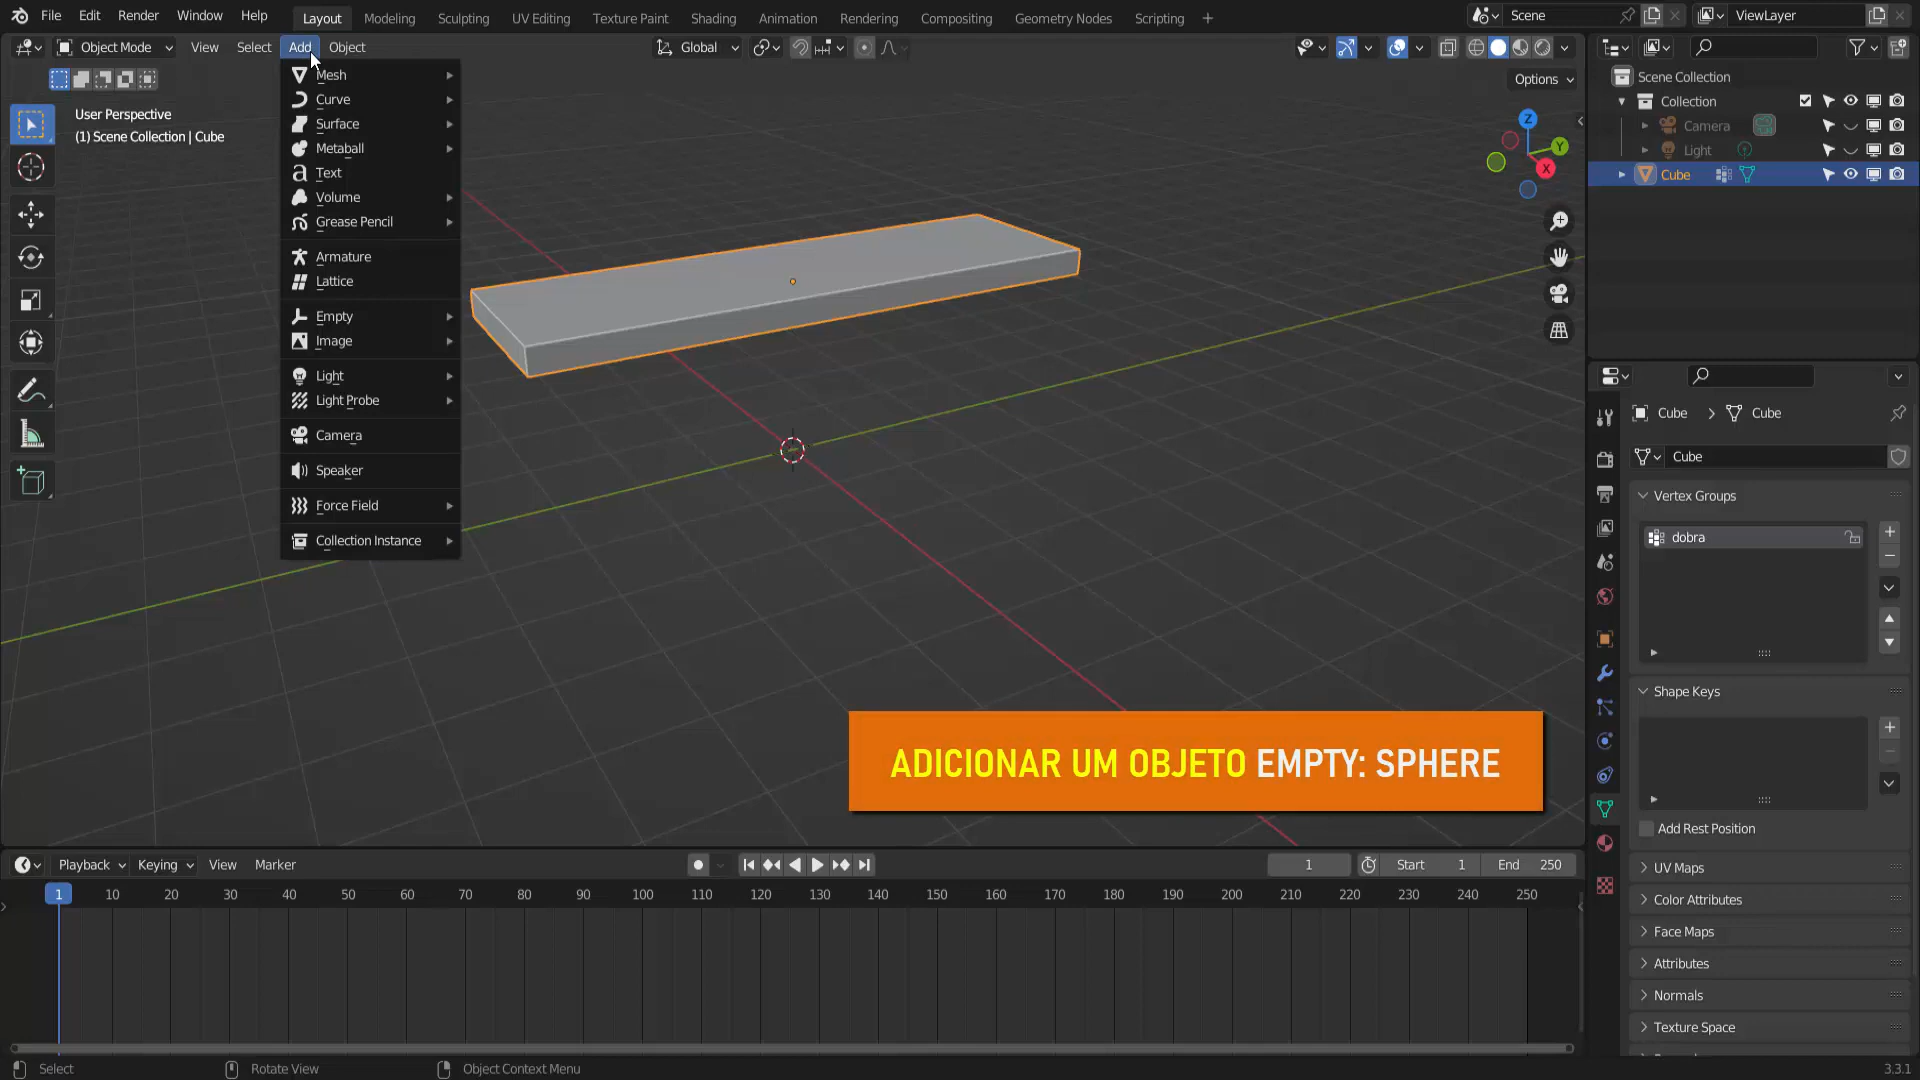 File Edit Render Window Help Layout Modeling Sculpting UV Editing Texture Paint Shading Animation Rendering Compositing Geometry Nodes Scripting + Scene ViewLayer
Object Mode View Select Add Object Global
Options
User Perspective
(1) Scene Collection | Cube
Mesh
Curve
Surface
Metaball
Text
Volume
Grease Pencil
Armature
Lattice
Empty
Image
Light
Light Probe
Camera
Speaker
Force Field
Collection Instance
Z
Y
X
ADICIONAR UM OBJETO EMPTY: SPHERE
Scene Collection
Collection
Camera
Light
Cube
Cube > Cube
Cube
Vertex Groups
dobra
Shape Keys
Add Rest Position
UV Maps
Color Attributes
Face Maps
Attributes
Normals
Texture Space
Playback Keying View Marker 1 Start 1 End 250
1 10 20 30 40 50 60 70 80 90 100 110 120 130 140 150 160 170 180 190 200 210 220 230 240 250
Select Rotate View Object Context Menu 3.3.1